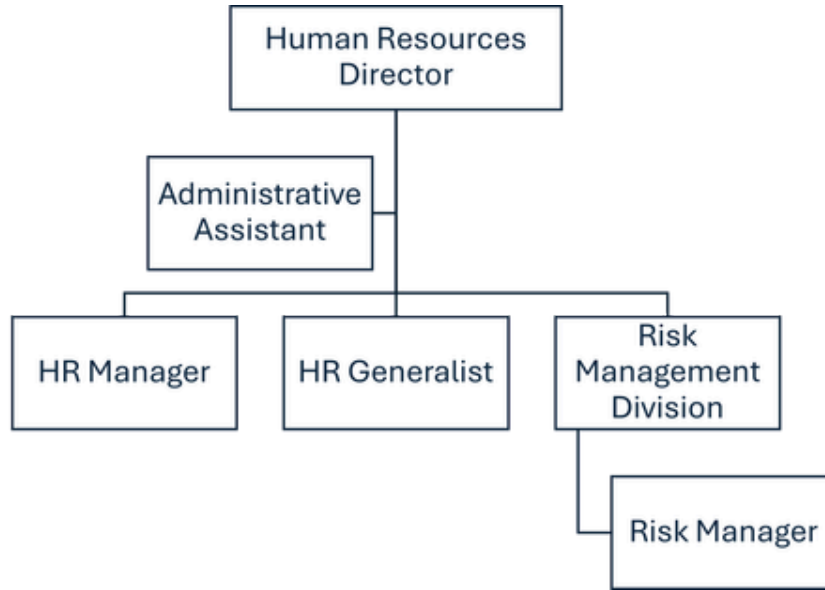 Human Resources
Director
Administrative
Assistant
HR Manager
HR Generalist
Risk
Management
Division
Risk Manager